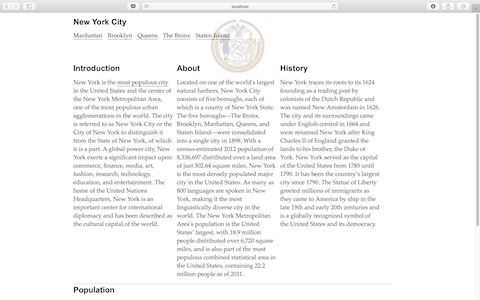 localhost
New York City
Manhattan Brooklyn Queens The Bronx Staten Island
Introduction
New York is the most populous city
in the United States and the center of
the New York Metropolitan Area,
one of the most populous urban
agglomerations in the world. The city
is referred to as New York City or the
City of New York to distinguish it
from the State of New York, of which
it is a part. A global power city, New
York exerts a significant impact upon
commerce, finance, media, art,
fashion, research, technology,
education, and entertainment. The
home of the United Nations
Headquarters, New York is an
important center for international
diplomacy and has been described as
the cultural capital of the world.
About
Located on one of the world's largest
natural harbors, New York City
consists of five boroughs, each of
which is a county of New York State.
The five boroughs—The Bronx,
Brooklyn, Manhattan, Queens, and
Staten Island—were consolidated
into a single city in 1898. With a
census-estimated 2012 population of
8,336,697 distributed over a land area
of just 302.64 square miles, New York
is the most densely populated major
city in the United States. As many as
800 languages are spoken in New
York, making it the most
linguistically diverse city in the
world. The New York Metropolitan
Area's population is the United
States' largest, with 18.9 million
people distributed over 6,720 square
miles, and is also part of the most
populous combined statistical area in
the United States, containing 22.2
million people as of 2011.
History
New York traces its roots to its 1624
founding as a trading post by
colonists of the Dutch Republic and
was named New Amsterdam in 1626.
The city and its surroundings came
under English control in 1664 and
were renamed New York after King
Charles II of England granted the
lands to his brother, the Duke of
York. New York served as the capital
of the United States from 1785 until
1790. It has been the country's largest
city since 1790. The Statue of Liberty
greeted millions of immigrants as
they came to America by ship in the
late 19th and early 20th centuries and
is a globally recognized symbol of
the United States and its democracy.
Population